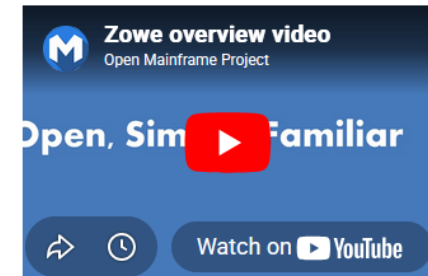 Zowe overview video
Open Mainframe Project
Open, Sim Familiar
Watch on YouTube